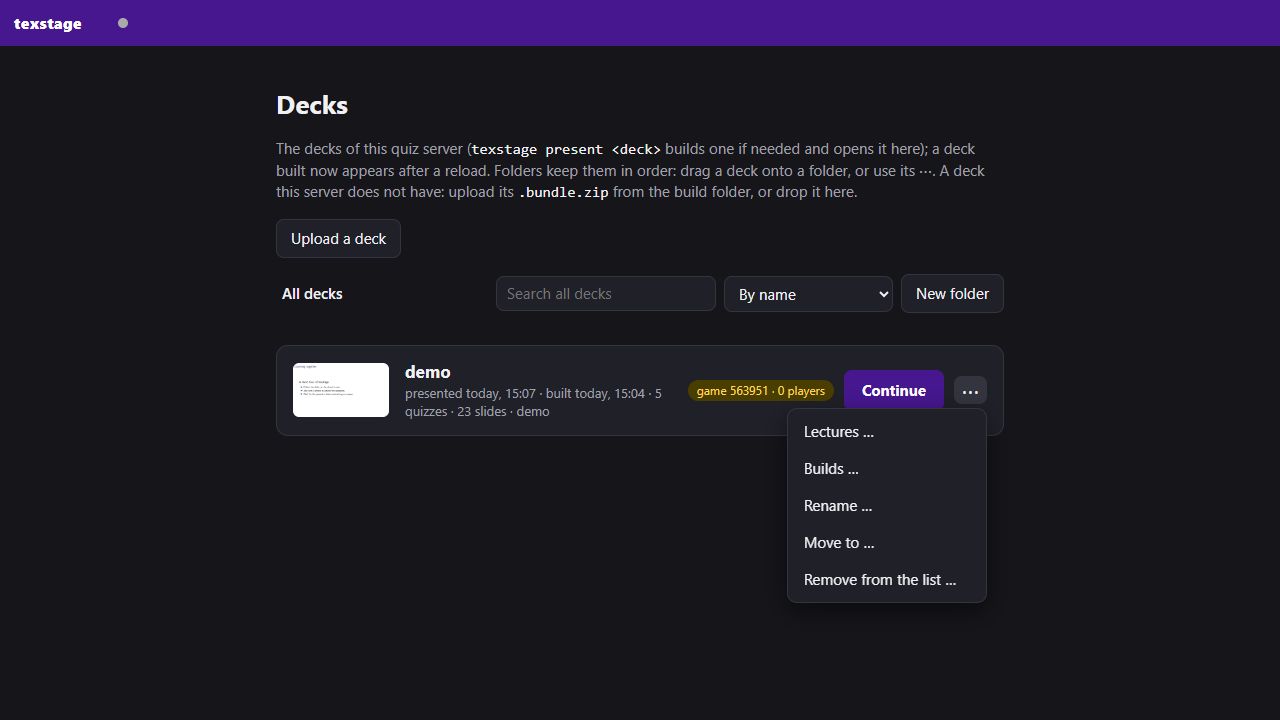 texstage
Decks
The decks of this quiz server (texstage present <deck> builds one if needed and opens it here); a deck
built now appears after a reload. Folders keep them in order: drag a deck onto a folder, or use its ⋯. A deck
this server does not have: upload its .bundle.zip from the build folder, or drop it here.
Upload a deck
All decks
Search all decks
By name
New folder
demo
presented today, 15:07 · built today, 15:04 · 5
quizzes · 23 slides · demo
game 563951 · 0 players
Continue
⋯
Lectures ...
Builds ...
Rename ...
Move to ...
Remove from the list ...